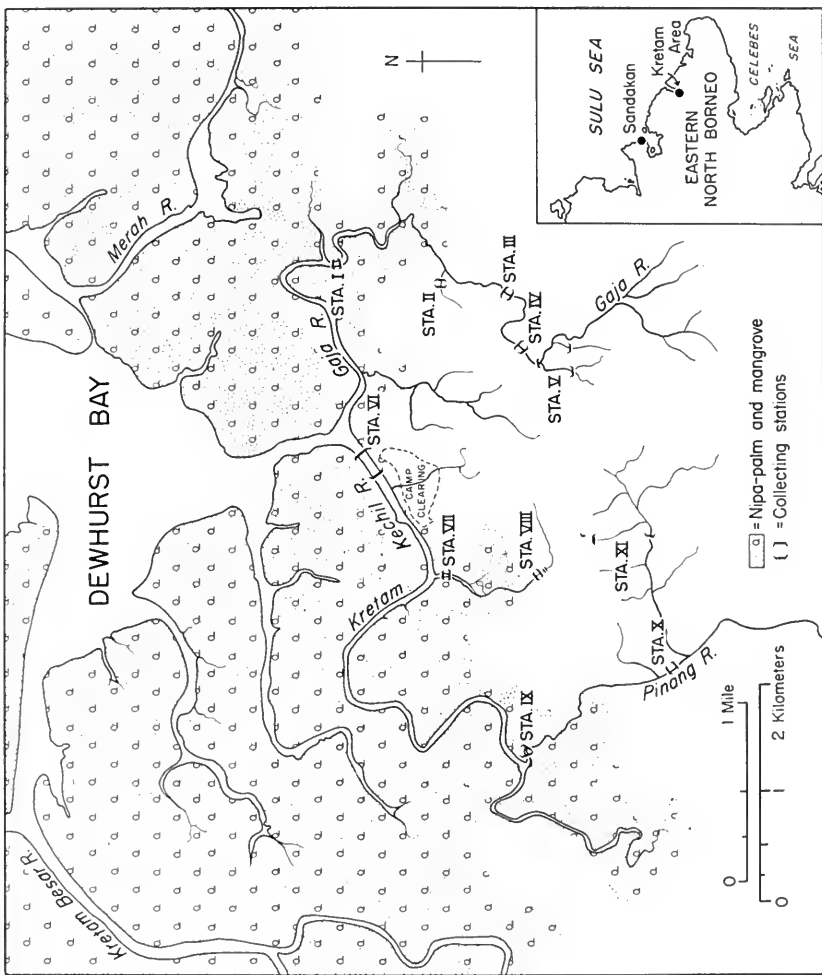 DEWHURST BAY
Kretam Besar R.
Merah R.
N
Gaja R.
STA. I
STA. VI
Kretam Kechil R.
CAMP
CLEARING
STA. VII
STA. VIII
STA. II
STA. III
STA. IV
STA. V
Gaja R.
STA. IX
STA. X
STA. XI
Pinang R.
0 1 Mile
0 1 2 Kilometers
= Nipa-palm and mangrove
( ) = Collecting stations
SULU SEA
Sandakan
Kretam
Area
EASTERN
NORTH BORNEO
CELEBES
SEA